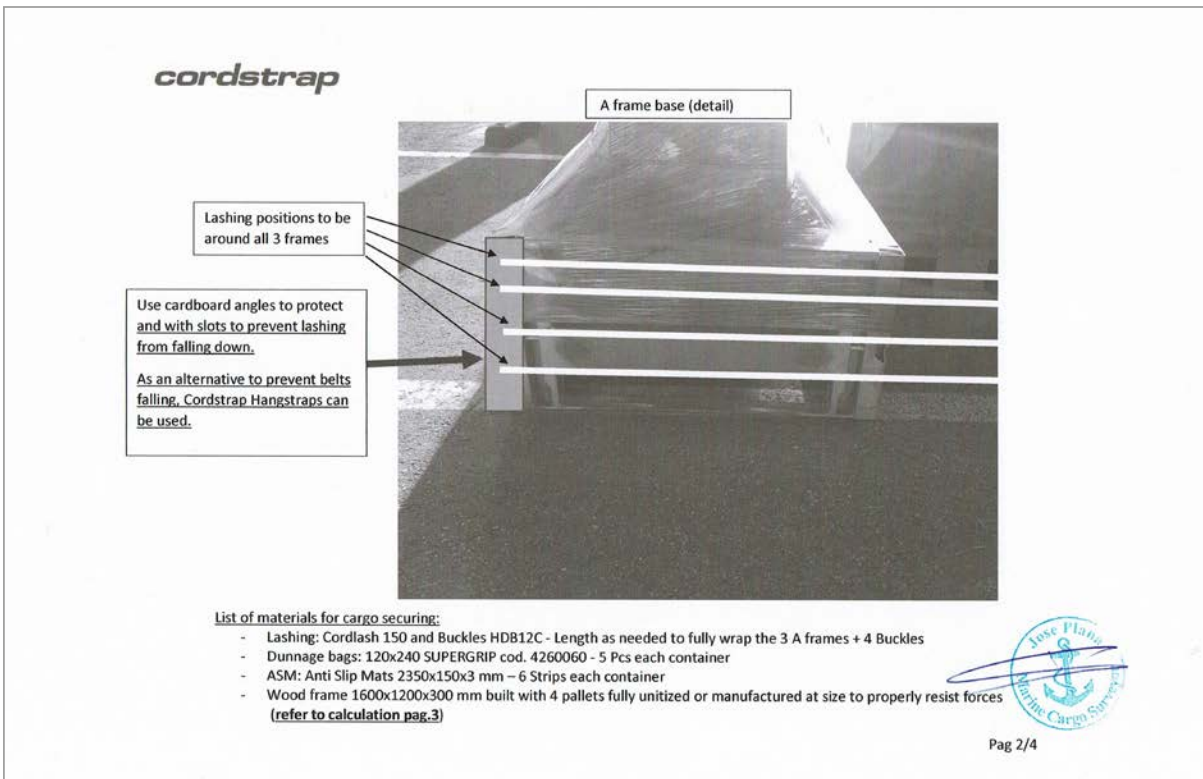 cordstrap
A frame base (detail)
Lashing positions to be
around all 3 frames
Use cardboard angles to protect
and with slots to prevent lashing
from falling down.
As an alternative to prevent belts
falling, Cordstrap Hangstraps can
be used.
List of materials for cargo securing:
- Lashing: Cordlash 150 and Buckles HDB12C - Length as needed to fully wrap the 3 A frames + 4 Buckles
- Dunnage bags: 120x240 SUPERGRIP cod. 4260060 - 5 Pcs each container
- ASM: Anti Slip Mats 2350x150x3 mm – 6 Strips each container
- Wood frame 1600x1200x300 mm built with 4 pallets fully unitized or manufactured at size to properly resist forces
(refer to calculation pag.3)
Jose Plana
Marine Cargo Surveyor
Pag 2/4